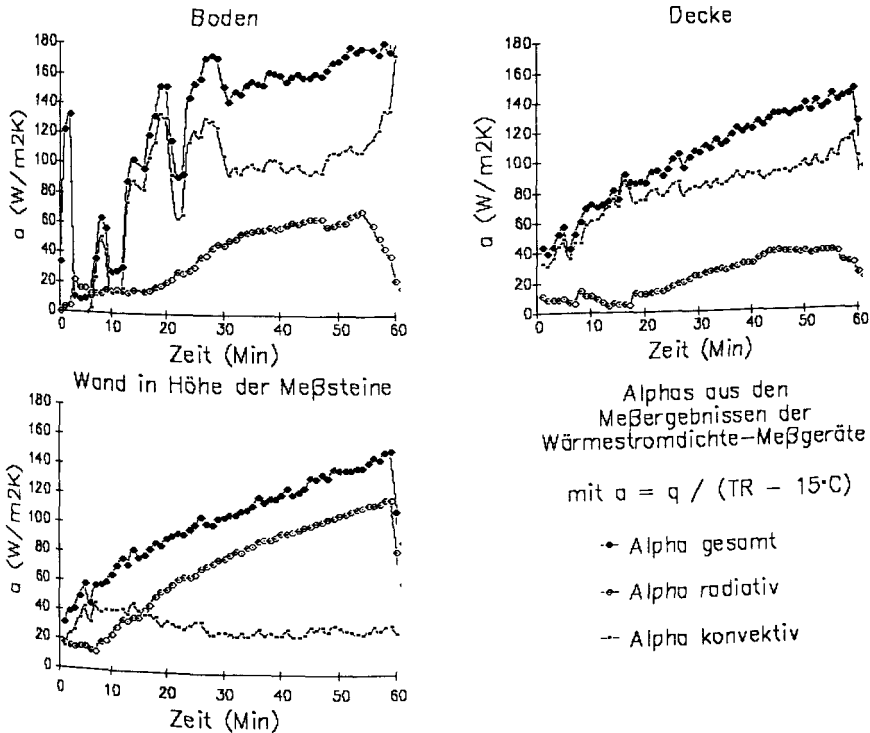 Boden
180
160
140
120
100
80
60
40
20
0
a (W/m2K)
0 10 20 30 40 50 60
Zeit (Min)
Decke
180
160
140
120
100
80
60
40
20
0
a (W/m2K)
0 10 20 30 40 50 60
Zeit (Min)
Wand in Höhe der Meßsteine
180
160
140
120
100
80
60
40
20
0
a (W/m2K)
0 10 20 30 40 50 60
Zeit (Min)
Alphas aus den
Meßergebnissen der
Wärmestromdichte-Meßgeräte
mit a = q / (TR - 15°C)
Alpha gesamt
Alpha radiativ
Alpha konvektiv